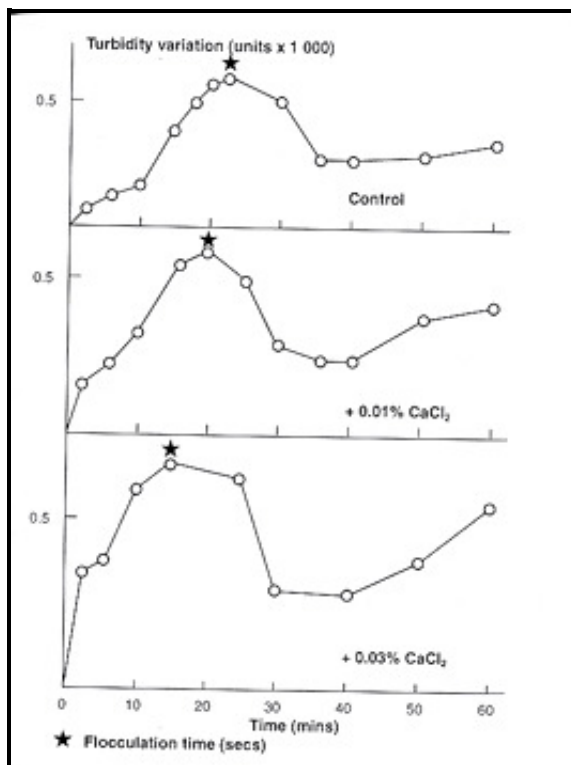 Turbidity variation (units x 1 000)
0.5
Control
0.5
+ 0.01% CaCl₂
0.5
+ 0.03% CaCl₂
0 10 20 30 40 50 60
Time (mins)
★ Flocculation time (secs)